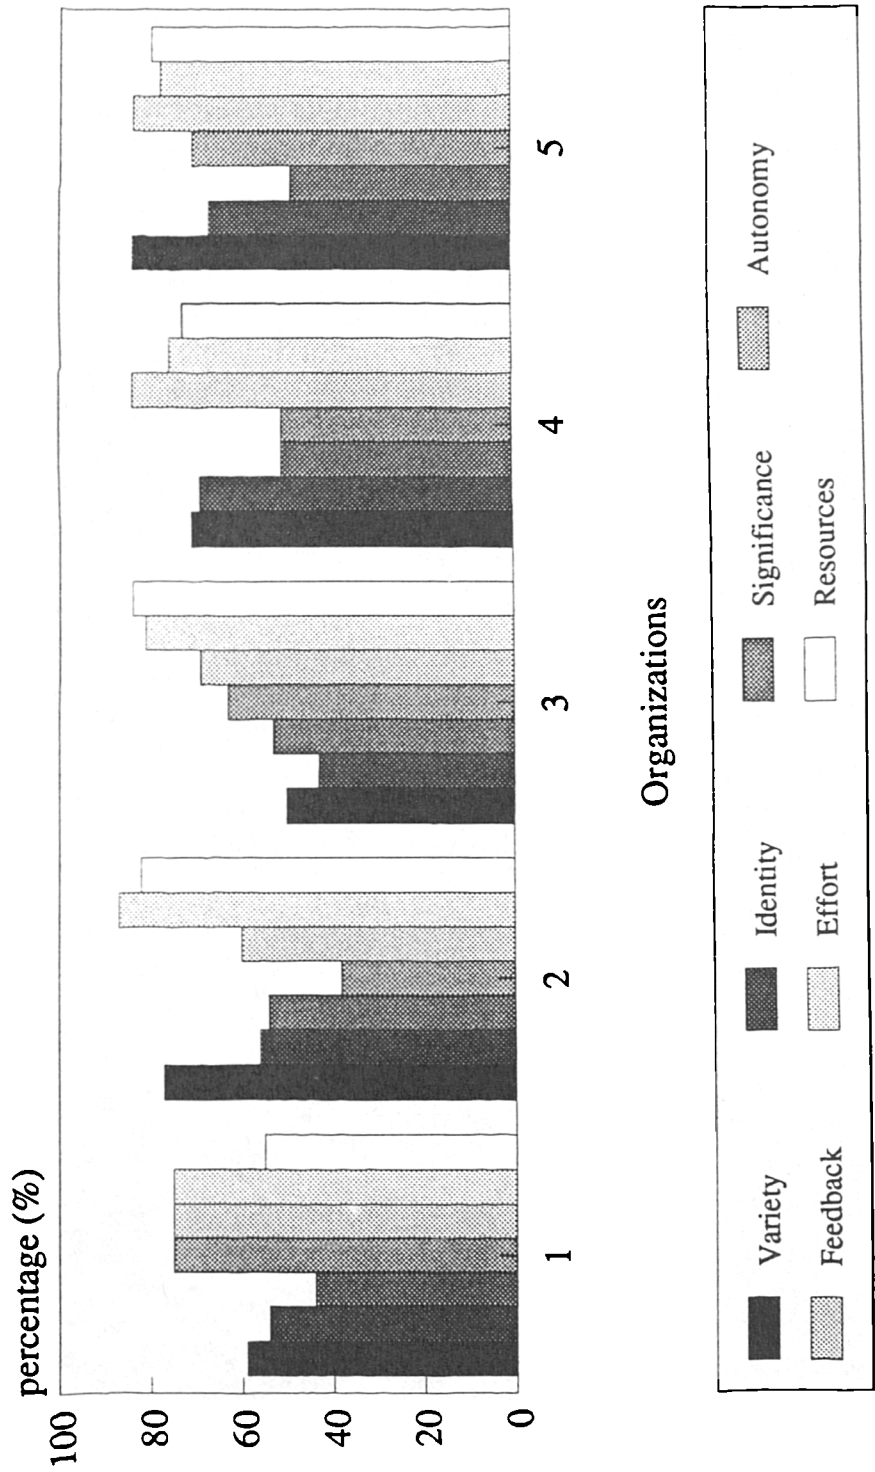 percentage (%)
100
80
60
40
20
0
1 2 3 4 5
Organizations
Variety Identity Significance Autonomy
Feedback Effort Resources